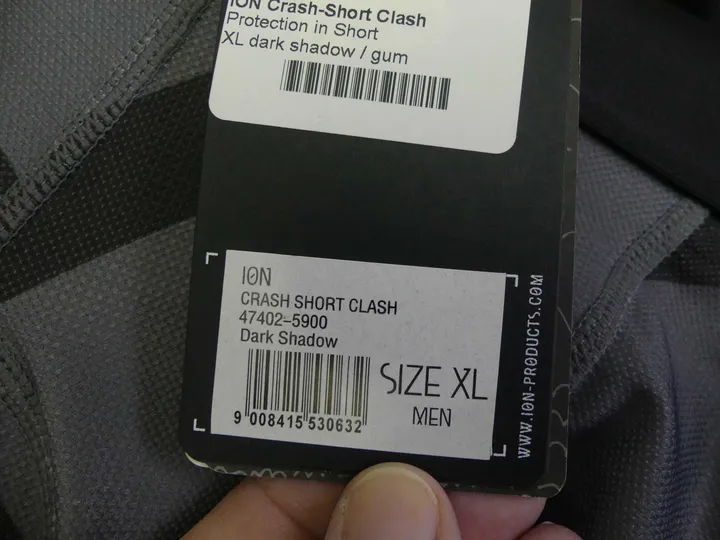 ION Crash-Short Clash
Protection in Short
XL dark shadow / gum
ION
CRASH SHORT CLASH
47402-5900
Dark Shadow
9 008415 530632
SIZE XL
MEN
WWW.ION-PRODUCTS.COM